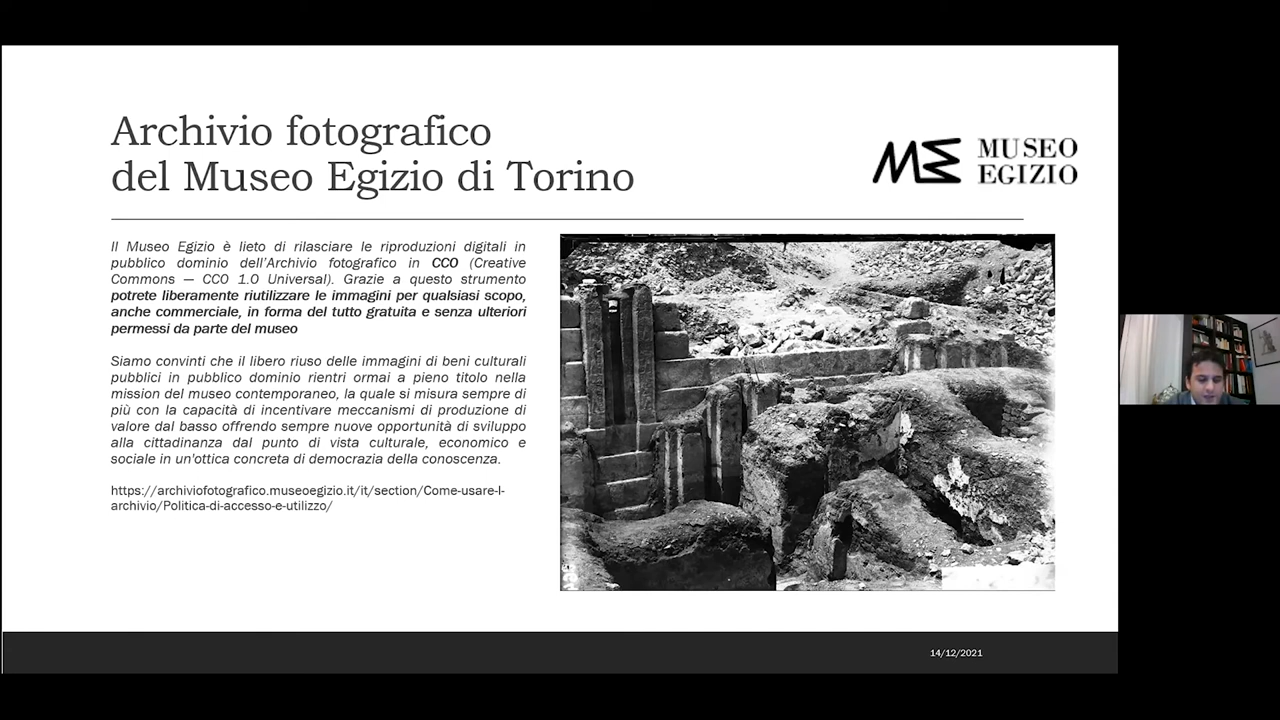 Archivio fotografico
del Museo Egizio di Torino
MUSEO
EGIZIO
Il Museo Egizio è lieto di rilasciare le riproduzioni digitali in
pubblico dominio dell'Archivio fotografico in CCO (Creative
Commons — CCO 1.0 Universal). Grazie a questo strumento
potrete liberamente riutilizzare le immagini per qualsiasi scopo,
anche commerciale, in forma del tutto gratuita e senza ulteriori
permessi da parte del museo
Siamo convinti che il libero riuso delle immagini di beni culturali
pubblici in pubblico dominio rientri ormai a pieno titolo nella
mission del museo contemporaneo, la quale si misura sempre di
più con la capacità di incentivare meccanismi di produzione di
valore dal basso offrendo sempre nuove opportunità di sviluppo
alla cittadinanza dal punto di vista culturale, economico e
sociale in un'ottica concreta di democrazia della conoscenza.
https://archiviofotografico.museoegizio.it/it/section/Come-usare-l-
archivio/Politica-di-accesso-e-utilizzo/
14/12/2021